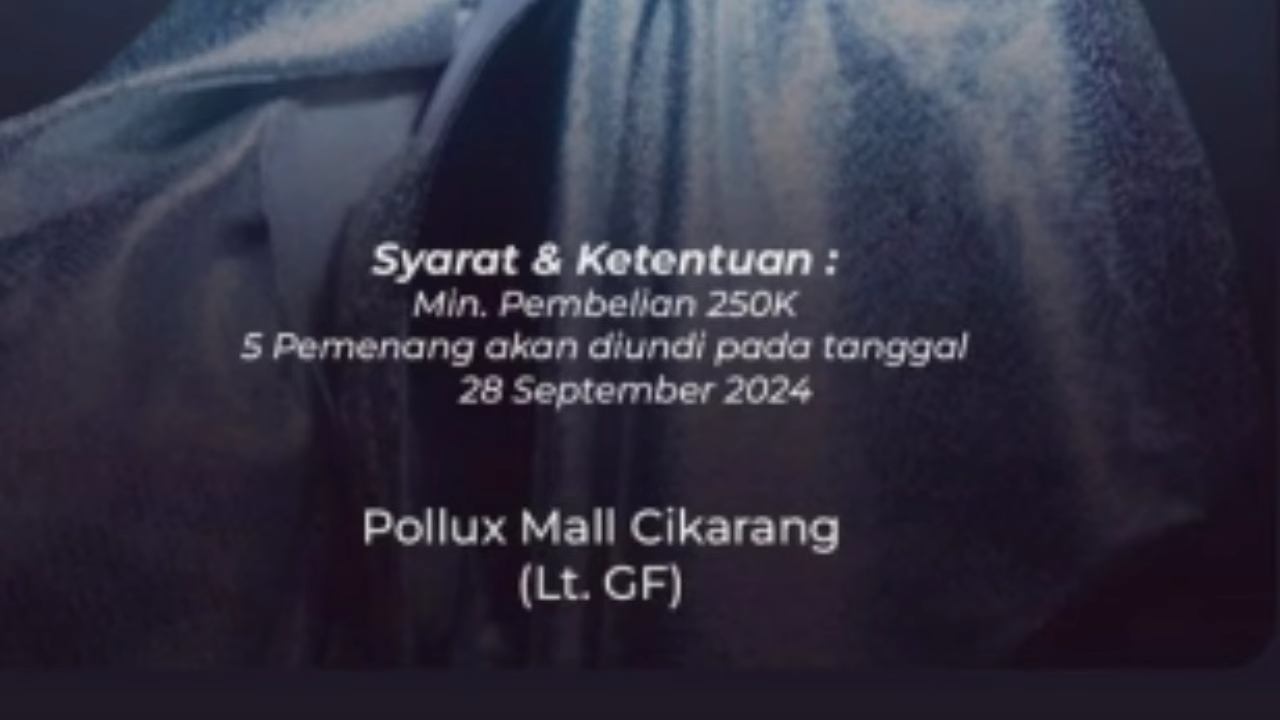 Syarat & Ketentuan :
Min. Pembelian 250K
5 Pemenang akan diundi pada tanggal
28 September 2024
Pollux Mall Cikarang
(Lt. GF)